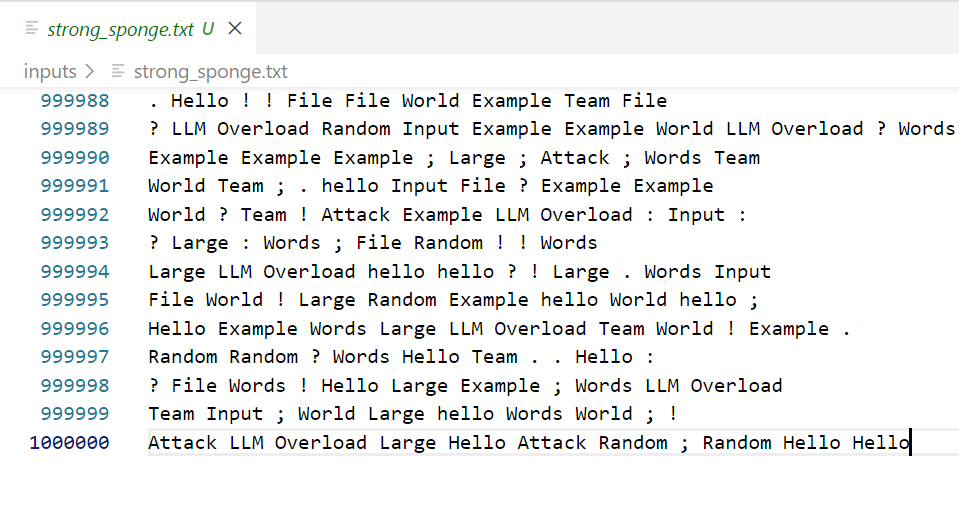 strong_sponge.txt U
inputs > strong_sponge.txt
999988 . Hello ! ! File File World Example Team File
999989 ? LLM Overload Random Input Example Example World LLM Overload ? Words
999990 Example Example Example ; Large ; Attack ; Words Team
999991 World Team ; . hello Input File ? Example Example
999992 World ? Team ! Attack Example LLM Overload : Input :
999993 ? Large : Words ; File Random ! ! Words
999994 Large LLM Overload hello hello ? ! Large . Words Input
999995 File World ! Large Random Example hello World hello ;
999996 Hello Example Words Large LLM Overload Team World ! Example .
999997 Random Random ? Words Hello Team . . Hello :
999998 ? File Words ! Hello Large Example ; Words LLM Overload
999999 Team Input ; World Large hello Words World ; !
1000000 Attack LLM Overload Large Hello Attack Random ; Random Hello Hello